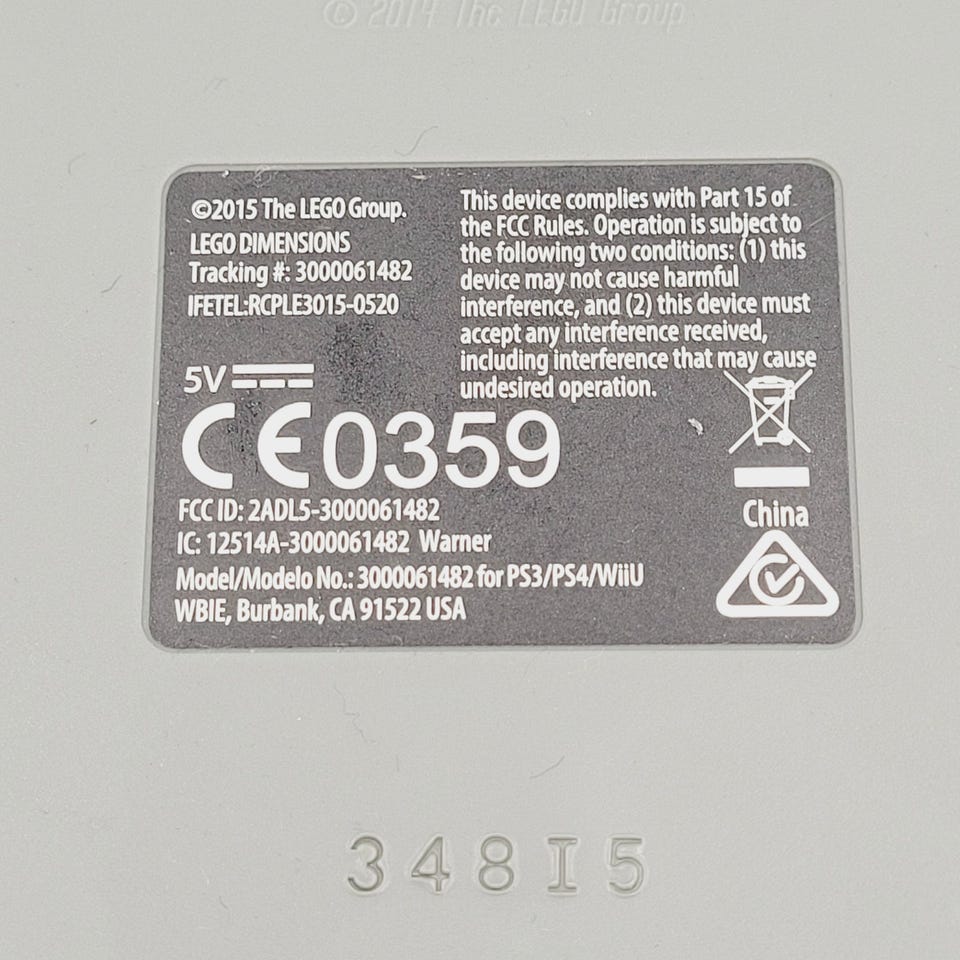 © 2014 The LEGO Group
©2015 The LEGO Group.
LEGO DIMENSIONS
Tracking #: 3000061482
IFETEL:RCPLE3015-0520
This device complies with Part 15 of
the FCC Rules. Operation is subject to
the following two conditions: (1) this
device may not cause harmful
interference, and (2) this device must
accept any interference received,
including interference that may cause
undesired operation.
5V
CE0359
FCC ID: 2ADL5-3000061482
IC: 12514A-3000061482 Warner
Model/Modelo No.: 3000061482 for PS3/PS4/WiiU
WBIE, Burbank, CA 91522 USA
China
348I5